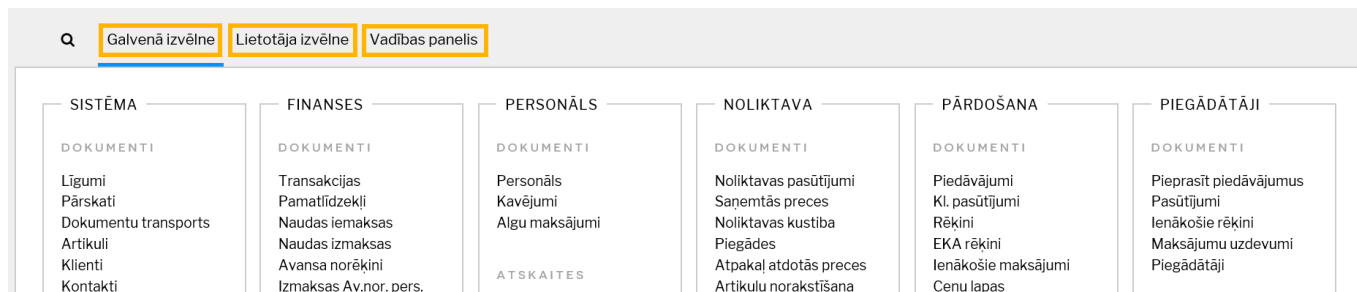 Galvenā izvēlne Lietotāja izvēlne Vadības panelis
SISTĒMA
DOKUMENTI
Līgumi
Pārskati
Dokumentu transports
Artikuli
Klienti
Kontakti
FINANSES
DOKUMENTI
Transakcijas
Pamatlīdzekļi
Naudas iemaksas
Naudas izmaksas
Avansa norēķini
Izmaksas Av.nor. pers.
PERSONĀLS
DOKUMENTI
Personāls
Kavējumi
Algu maksājumi
ATSKAITES
NOLIKTAVA
DOKUMENTI
Noliktavas pasūtījumi
Saņemtās preces
Noliktavas kustiba
Piegādes
Atpakaļ atdotās preces
Artikulu norakstīšana
PĀRDOŠANA
DOKUMENTI
Piedāvājumi
Kl. pasūtījumi
Rēķini
EKA rēķini
Ienākošie maksājumi
Cenu lapas
PIEGĀDĀTĀJI
DOKUMENTI
Pieprasīt piedāvājumus
Pasūtījumi
Ienākošie rēķini
Maksājumu uzdevumi
Piegādātāji